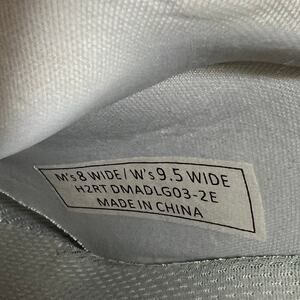 M's 8 WIDE/W's 9.5 WIDE
H2RT DMADLG03-2E
MADE IN CHINA